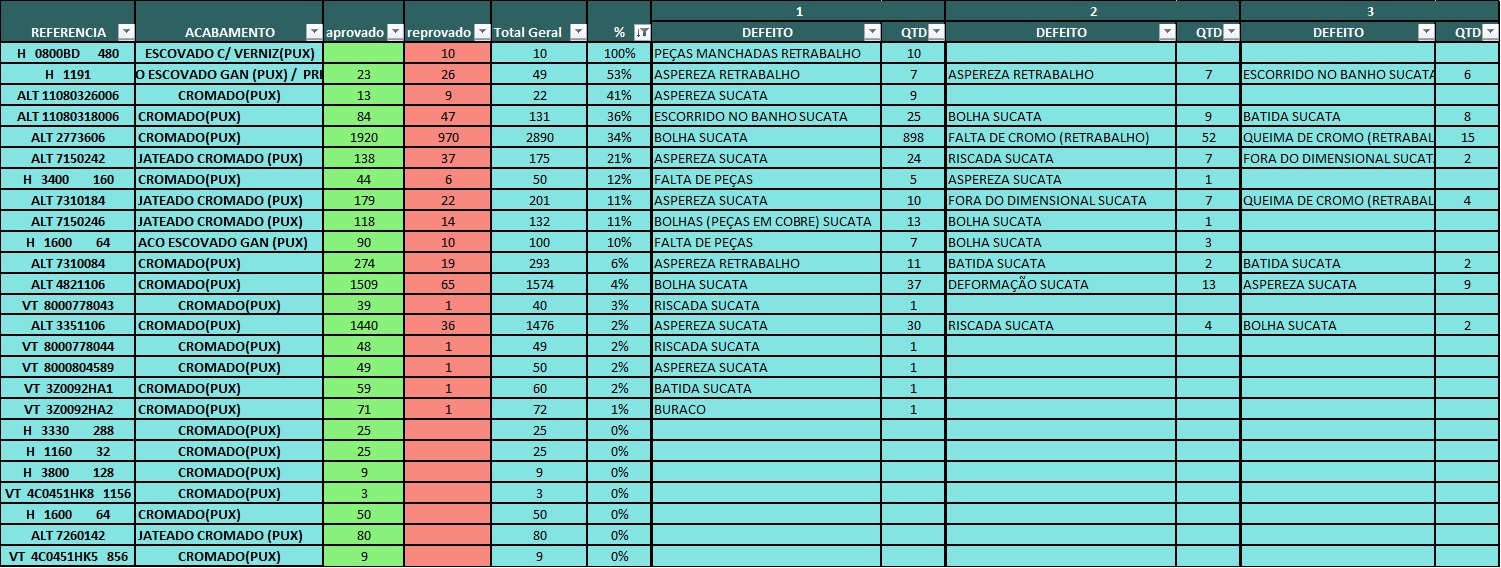 1 2 3
REFERENCIA ACABAMENTO aprovado reprovado Total Geral % DEFEITO QTD DEFEITO QTD DEFEITO QTD
H 0800BD 480 ESCOVADO C/ VERNIZ(PUX) 10 10 100% PEÇAS MANCHADAS RETRABALHO 10
H 1191 O ESCOVADO GAN (PUX) / PRI 23 26 49 53% ASPEREZA RETRABALHO 7 ASPEREZA RETRABALHO 7 ESCORRIDO NO BANHO SUCATA 6
ALT 11080326006 CROMADO(PUX) 13 9 22 41% ASPEREZA SUCATA 9
ALT 11080318006 CROMADO(PUX) 84 47 131 36% ESCORRIDO NO BANHO SUCATA 25 BOLHA SUCATA 9 BATIDA SUCATA 8
ALT 2773606 CROMADO(PUX) 1920 970 2890 34% BOLHA SUCATA 898 FALTA DE CROMO (RETRABALHO) 52 QUEIMA DE CROMO (RETRABAL 15
ALT 7150242 JATEADO CROMADO (PUX) 138 37 175 21% ASPEREZA SUCATA 24 RISCADA SUCATA 7 FORA DO DIMENSIONAL SUCAT 2
H 3400 160 CROMADO(PUX) 44 6 50 12% FALTA DE PEÇAS 5 ASPEREZA SUCATA 1
ALT 7310184 JATEADO CROMADO (PUX) 179 22 201 11% ASPEREZA SUCATA 10 FORA DO DIMENSIONAL SUCATA 7 QUEIMA DE CROMO (RETRABAL 4
ALT 7150246 JATEADO CROMADO (PUX) 118 14 132 11% BOLHAS (PEÇAS EM COBRE) SUCATA 13 BOLHA SUCATA 1
H 1600 64 ACO ESCOVADO GAN (PUX) 90 10 100 10% FALTA DE PEÇAS 7 BOLHA SUCATA 3
ALT 7310084 CROMADO(PUX) 274 19 293 6% ASPEREZA RETRABALHO 11 BATIDA SUCATA 2 BATIDA SUCATA 2
ALT 4821106 CROMADO(PUX) 1509 65 1574 4% BOLHA SUCATA 37 DEFORMAÇÃO SUCATA 13 ASPEREZA SUCATA 9
VT 8000778043 CROMADO(PUX) 39 1 40 3% RISCADA SUCATA 1
ALT 3351106 CROMADO(PUX) 1440 36 1476 2% ASPEREZA SUCATA 30 RISCADA SUCATA 4 BOLHA SUCATA 2
VT 8000778044 CROMADO(PUX) 48 1 49 2% RISCADA SUCATA 1
VT 8000804589 CROMADO(PUX) 49 1 50 2% ASPEREZA SUCATA 1
VT 3Z0092HA1 CROMADO(PUX) 59 1 60 2% BATIDA SUCATA 1
VT 3Z0092HA2 CROMADO(PUX) 71 1 72 1% BURACO 1
H 3330 288 CROMADO(PUX) 25 25 0%
H 1160 32 CROMADO(PUX) 25 25 0%
H 3800 128 CROMADO(PUX) 9 9 0%
VT 4C0451HK8 1156 CROMADO(PUX) 3 3 0%
H 1600 64 CROMADO(PUX) 50 50 0%
ALT 7260142 JATEADO CROMADO (PUX) 80 80 0%
VT 4C0451HK5 856 CROMADO(PUX) 9 9 0%